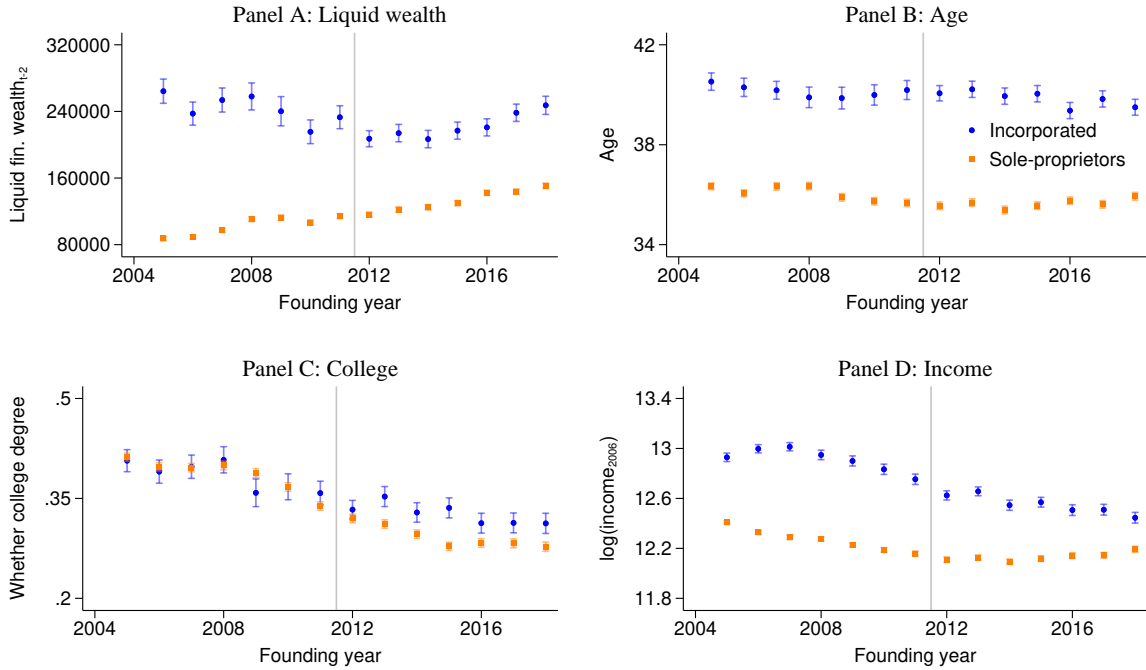 Panel A: Liquid wealth
Liquid fin. wealth_{t-2}
320000
240000
160000
80000
2004 2008 2012 2016
Founding year
Panel B: Age
Age
42
38
34
Incorporated
Sole-proprietors
2004 2008 2012 2016
Founding year
Panel C: College
Whether college degree
.5
.35
.2
2004 2008 2012 2016
Founding year
Panel D: Income
log(income_{2006})
13.4
13
12.6
12.2
11.8
2004 2008 2012 2016
Founding year